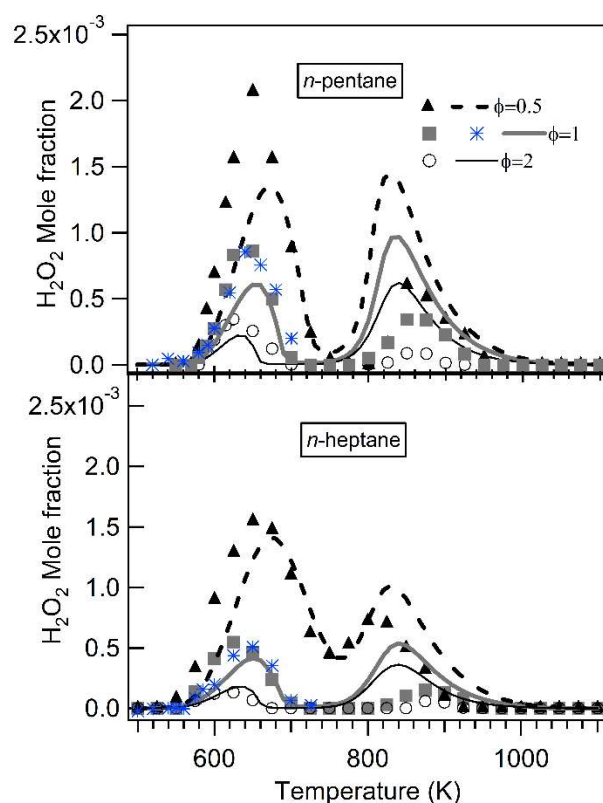 2.5x10-3
n-pentane
2.0
ϕ=0.5
ϕ=1
1.5
ϕ=2
1.0
0.5
0.0
H2O2 Mole fraction
2.5x10-3
n-heptane
2.0
1.5
1.0
0.5
0.0
H2O2 Mole fraction
600 800 1000
Temperature (K)